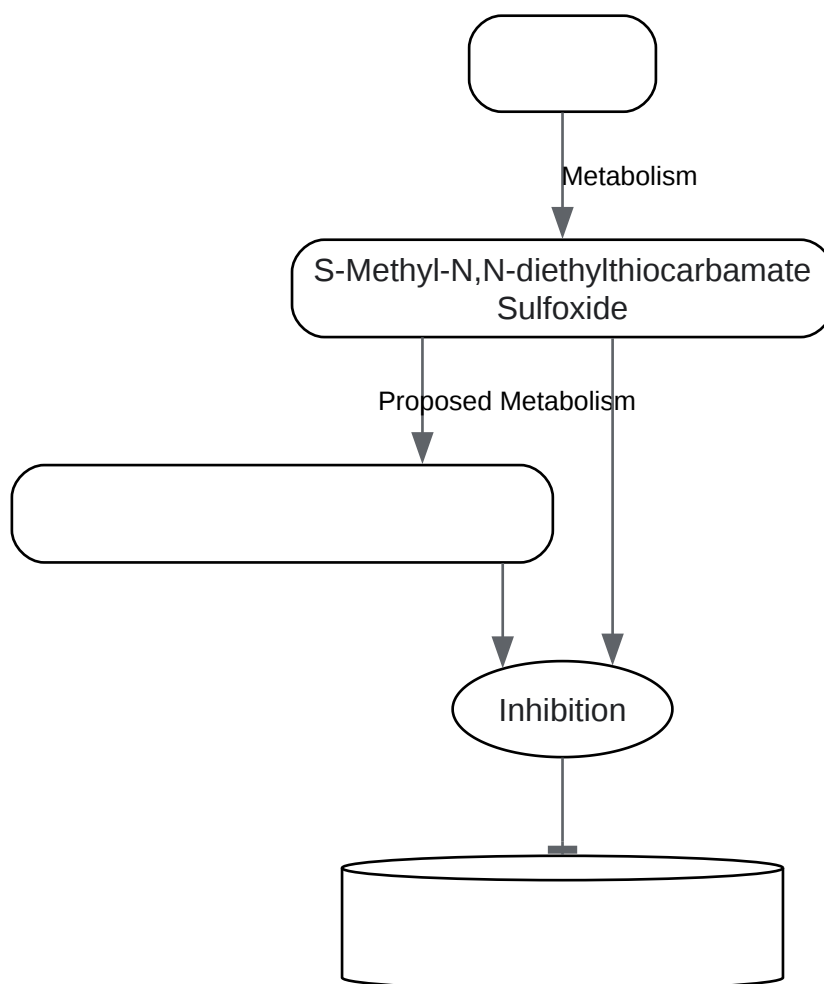 Metabolism
S-Methyl-N,N-diethylthiocarbamate
Sulfoxide
Proposed Metabolism
Inhibition